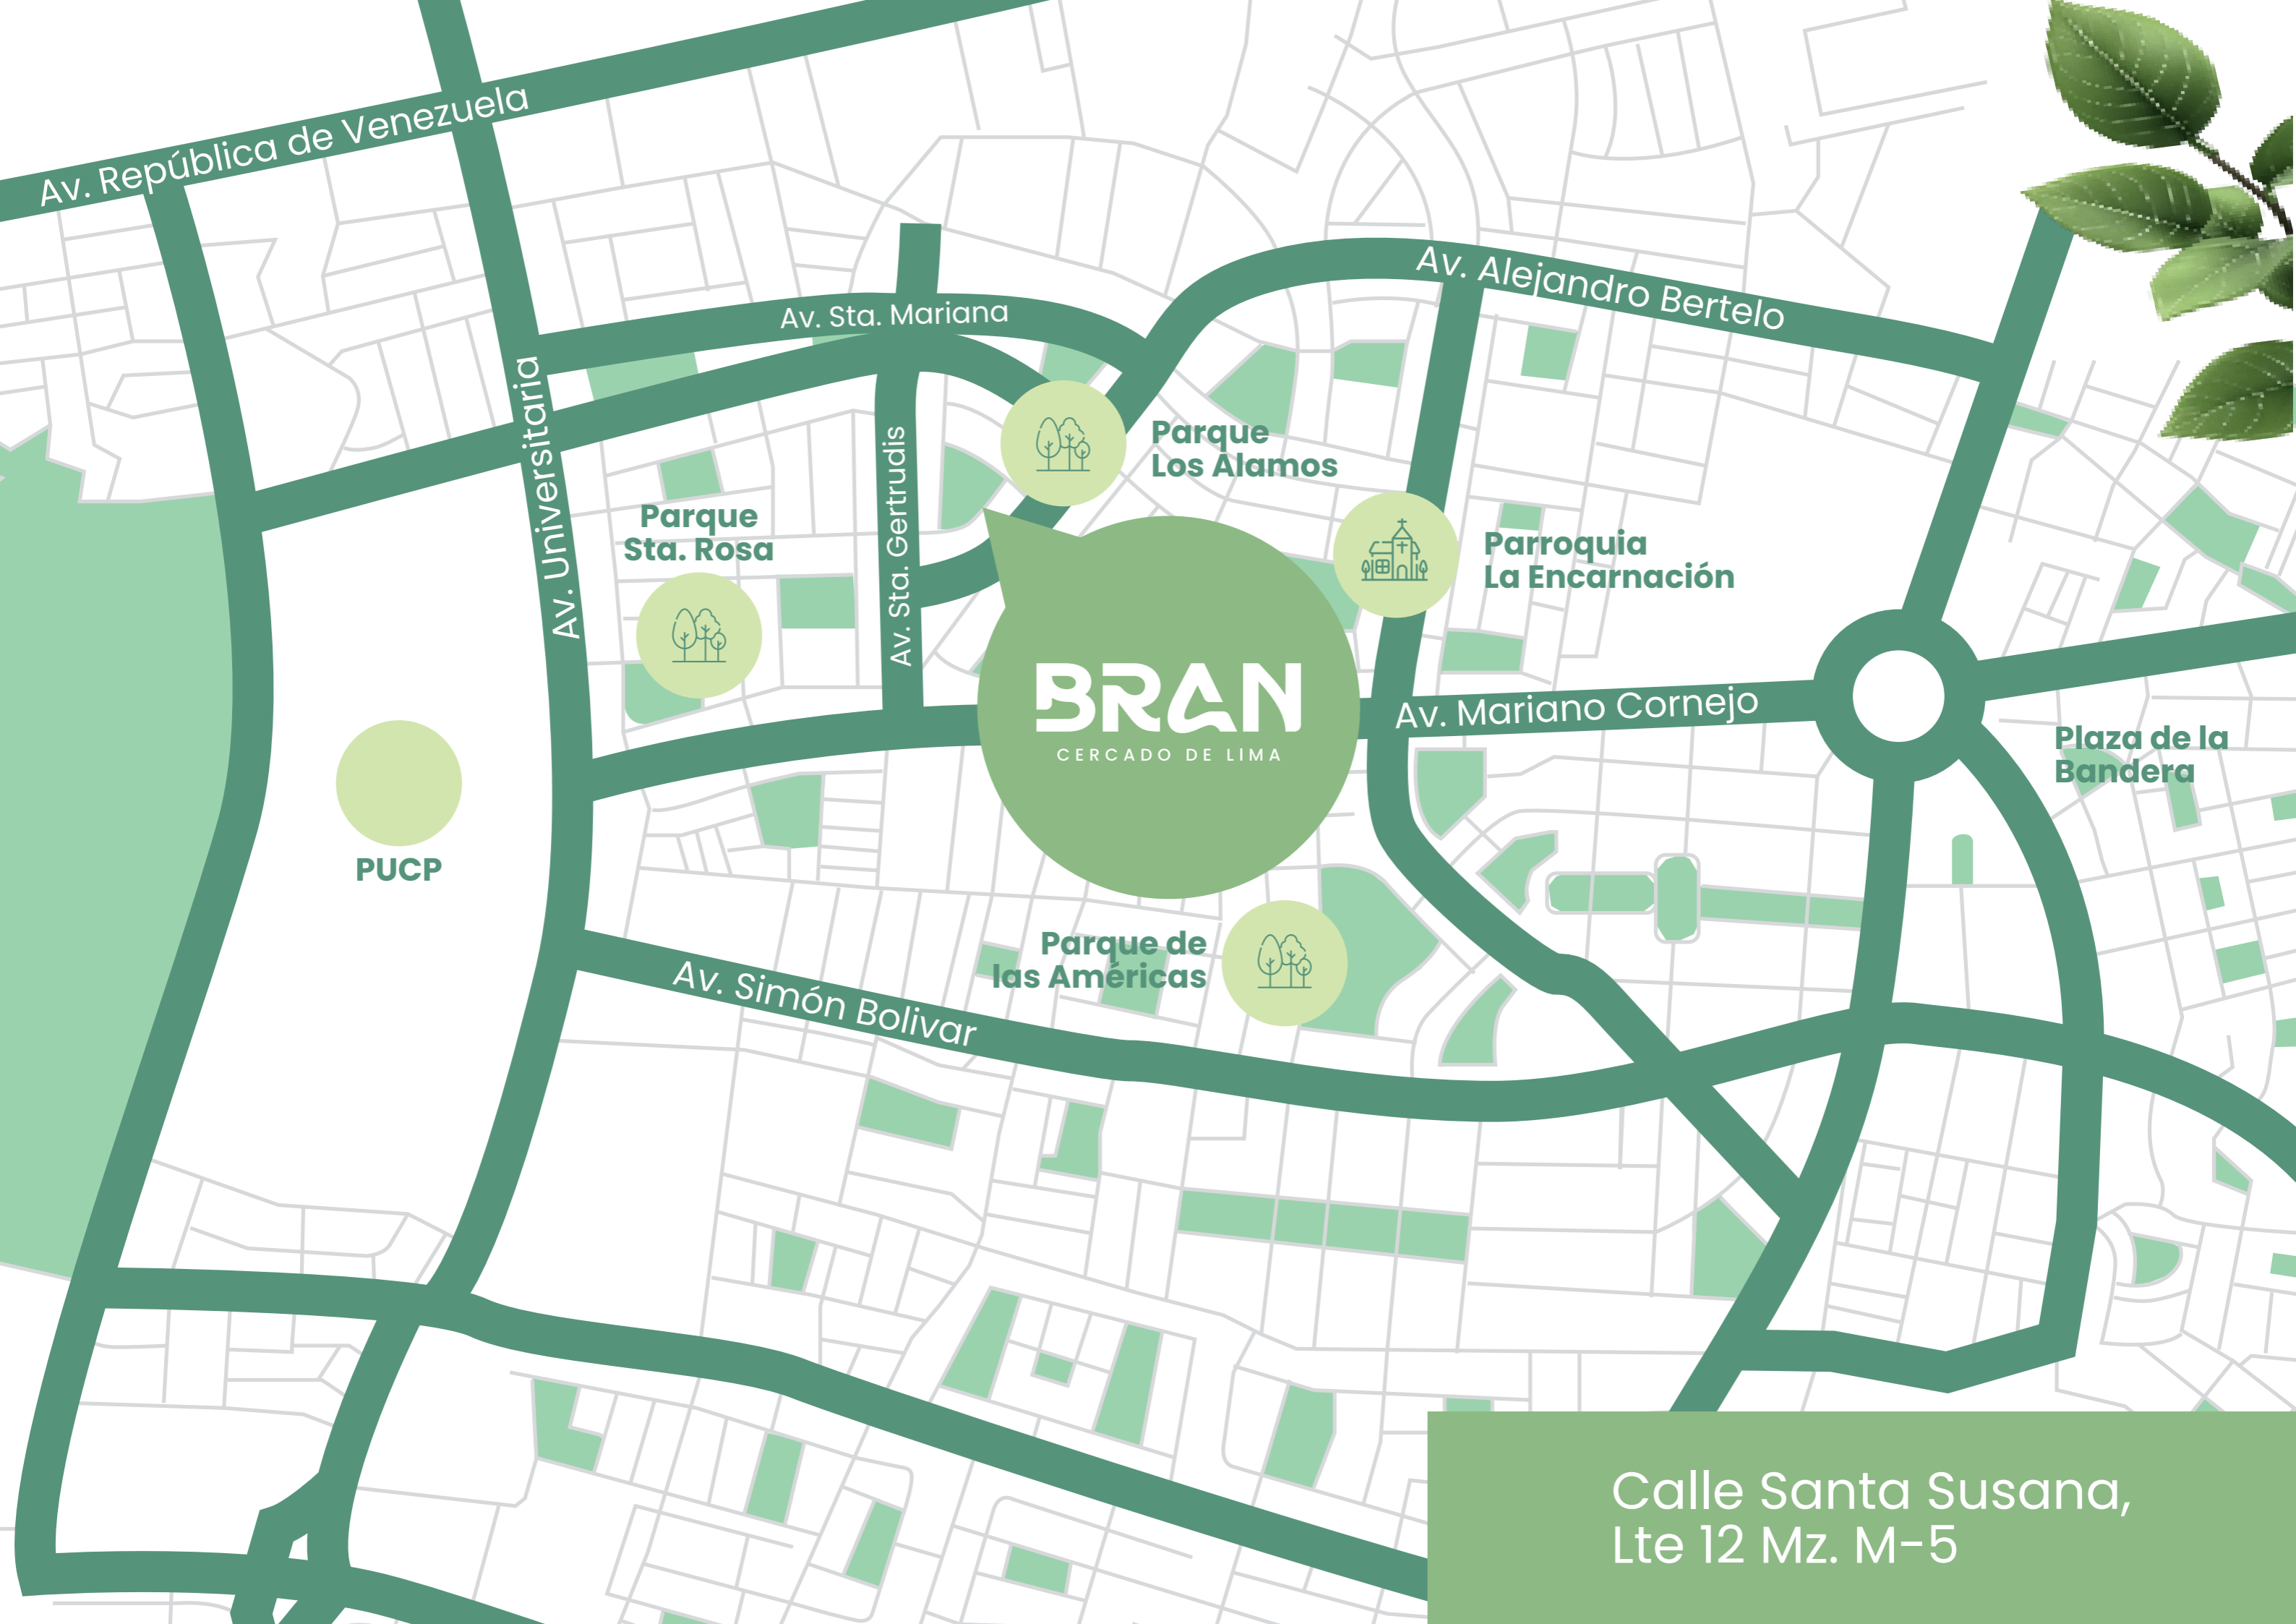 Av. República de Venezuela
Av. Sta. Mariana
Av. Alejandro Bertelo
Av. Universitaria
Av. Sta. Gertrudis
Parque
Los Alamos
Parque
Sta. Rosa
Parroquia
La Encarnación
BRAN
CERCADO DE LIMA
Av. Mariano Cornejo
Plaza de la
Bandera
PUCP
Parque de
las Américas
Av. Simón Bolivar
Calle Santa Susana,
Lte 12 Mz. M-5